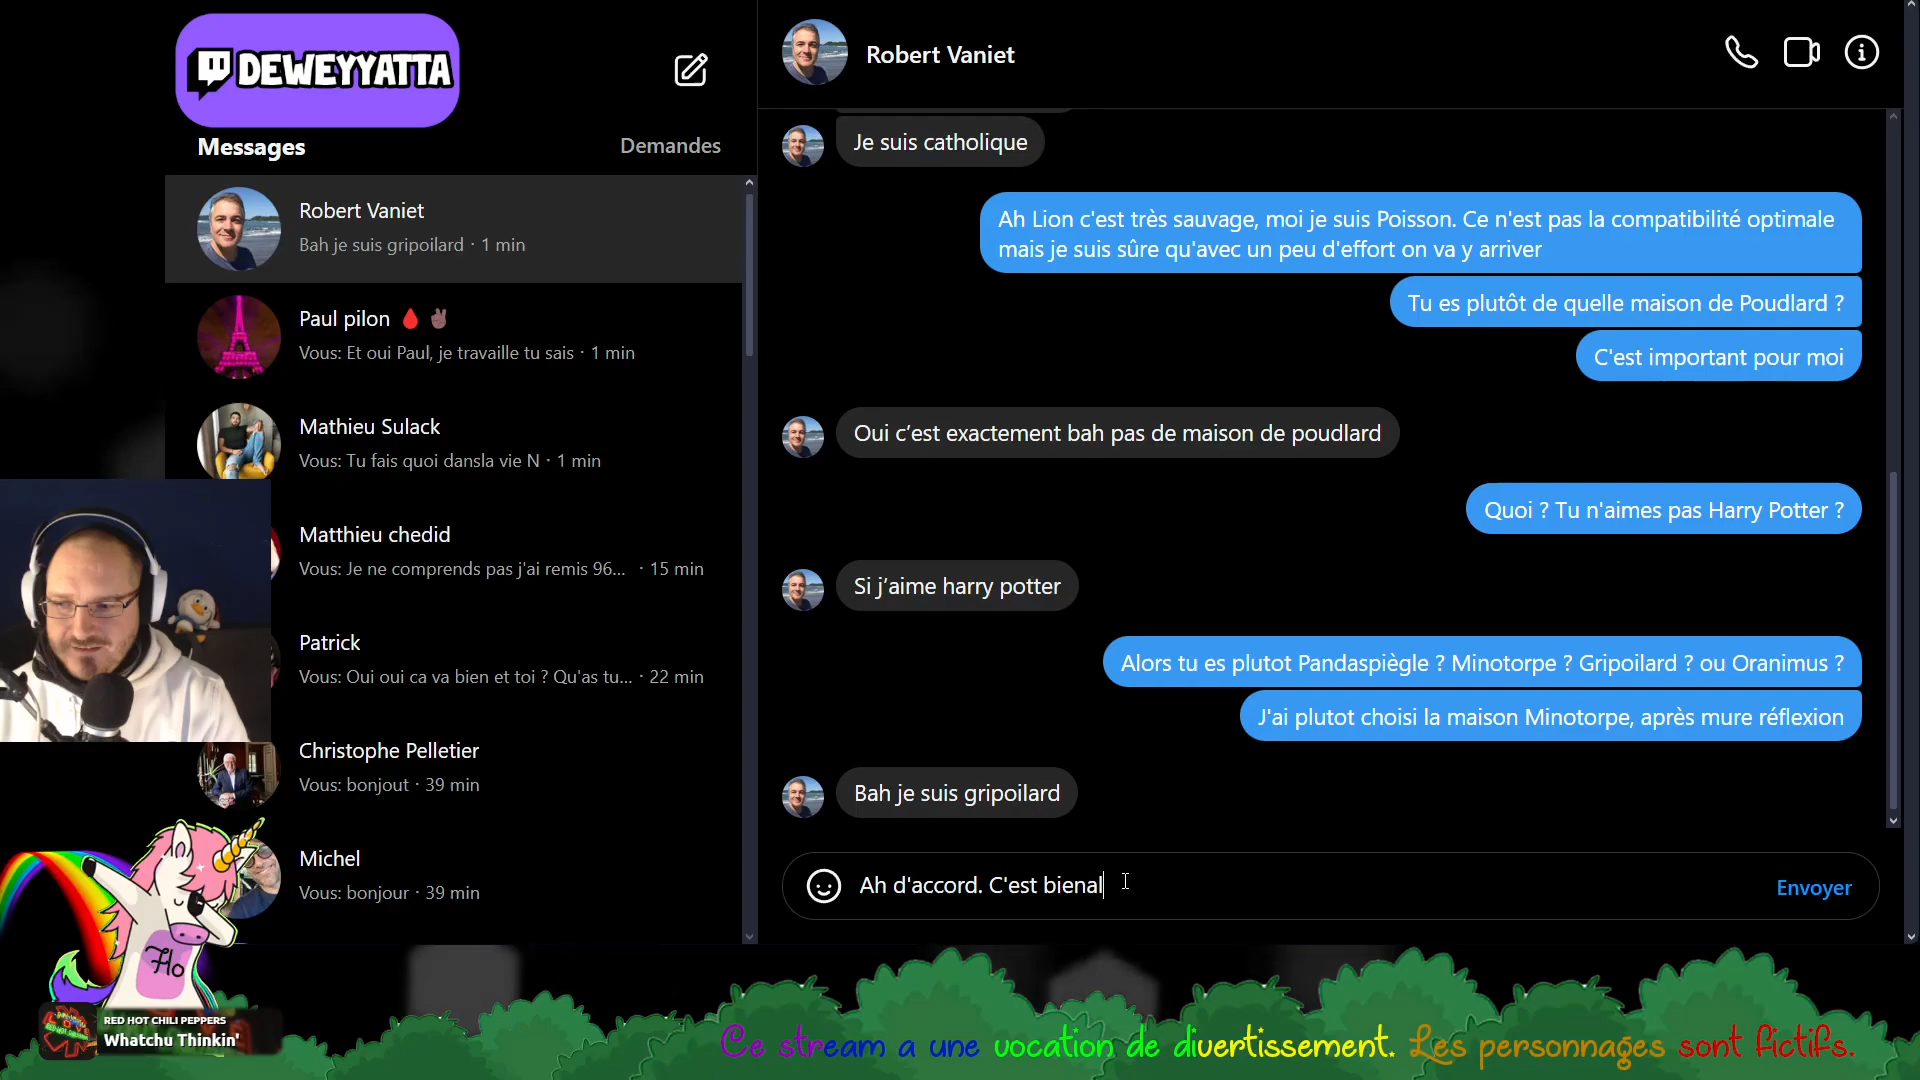 DEWEYYATTA
Messages
Demandes
Robert Vaniet
Bah je suis gripoilard · 1 min
Paul pilon 🩸 ✌🏿
Vous: Et oui Paul, je travaille tu sais · 1 min
Mathieu Sulack
Vous: Tu fais quoi dansla vie N · 1 min
Matthieu chedid
Vous: Je ne comprends pas j'ai remis 96... · 15 min
Patrick
Vous: Oui oui ca va bien et toi ? Qu'as tu... · 22 min
Christophe Pelletier
Vous: bonjout · 39 min
Michel
Vous: bonjour · 39 min
Robert Vaniet
Je suis catholique
Ah Lion c'est très sauvage, moi je suis Poisson. Ce n'est pas la compatibilité optimale
mais je suis sûre qu'avec un peu d'effort on va y arriver
Tu es plutôt de quelle maison de Poudlard ?
C'est important pour moi
Oui c’est exactement bah pas de maison de poudlard
Quoi ? Tu n'aimes pas Harry Potter ?
Si j’aime harry potter
Alors tu es plutot Pandaspiègle ? Minotorpe ? Gripoilard ? ou Oranimus ?
J'ai plutot choisi la maison Minotorpe, après mure réflexion
Bah je suis gripoilard
Ah d'accord. C'est bienal
Envoyer
Flo
RED HOT CHILI PEPPERS
Whatchu Thinkin'
Ce stream a une vocation de divertissement. Les personnages sont fictifs.